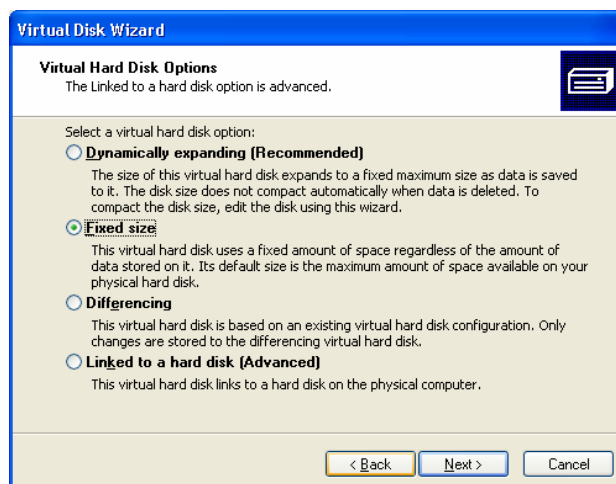 Virtual Disk Wizard
Virtual Hard Disk Options
The Linked to a hard disk option is advanced.
Select a virtual hard disk option:
Dynamically expanding (Recommended)
The size of this virtual hard disk expands to a fixed maximum size as data is saved
to it. The disk size does not compact automatically when data is deleted. To
compact the disk size, edit the disk using this wizard.
Fixed size
This virtual hard disk uses a fixed amount of space regardless of the amount of
data stored on it. Its default size is the maximum amount of space available on your
physical hard disk.
Differencing
This virtual hard disk is based on an existing virtual hard disk configuration. Only
changes are stored to the differencing virtual hard disk.
Linked to a hard disk (Advanced)
This virtual hard disk links to a hard disk on the physical computer.
< Back Next > Cancel